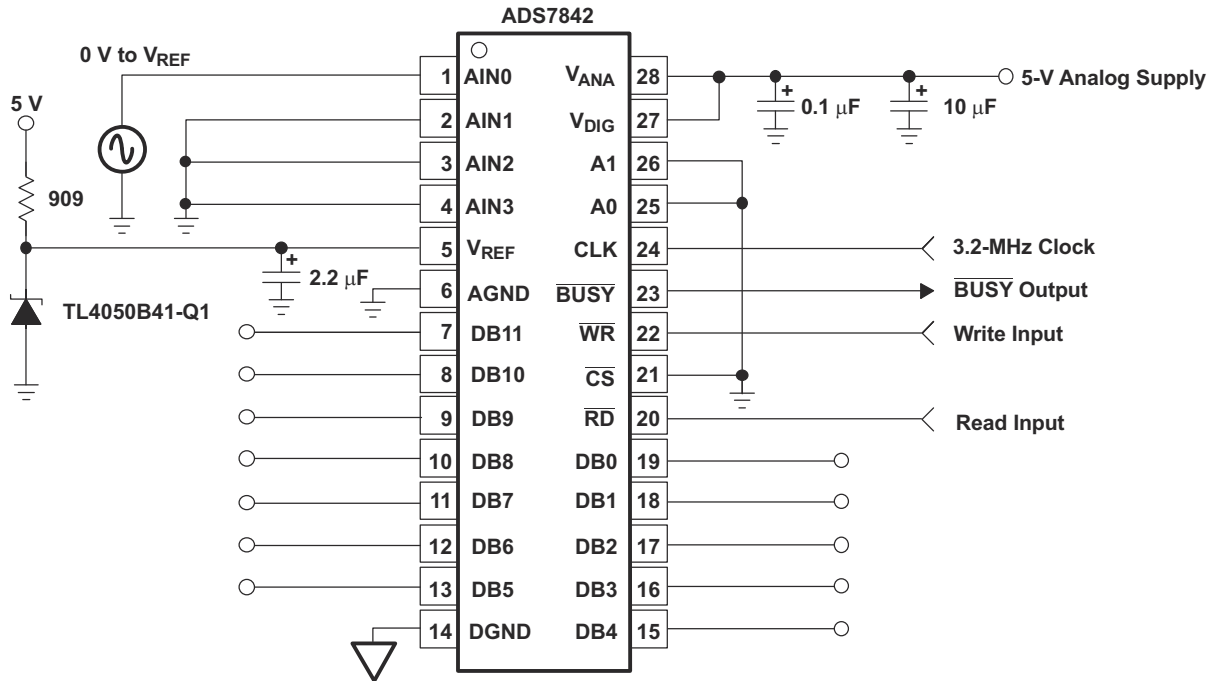 ADS7842
0 V to VREF
5 V
909
TL4050B41-Q1
2.2 μF
1 AIN0
2 AIN1
3 AIN2
4 AIN3
5 VREF
6 AGND
7 DB11
8 DB10
9 DB9
10 DB8
11 DB7
12 DB6
13 DB5
14 DGND
VANA 28
VDIG 27
A1 26
A0 25
CLK 24
BUSY 23
WR 22
CS 21
RD 20
DB0 19
DB1 18
DB2 17
DB3 16
DB4 15
+ 0.1 μF
+ 10 μF
5-V Analog Supply
3.2-MHz Clock
BUSY Output
Write Input
Read Input